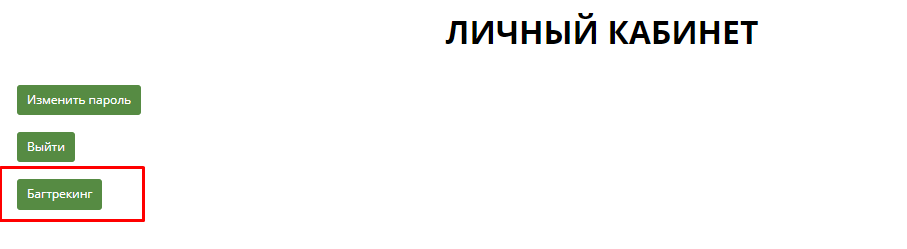 ЛИЧНЫЙ КАБИНЕТ
Изменить пароль
Выйти
Багтрекинг